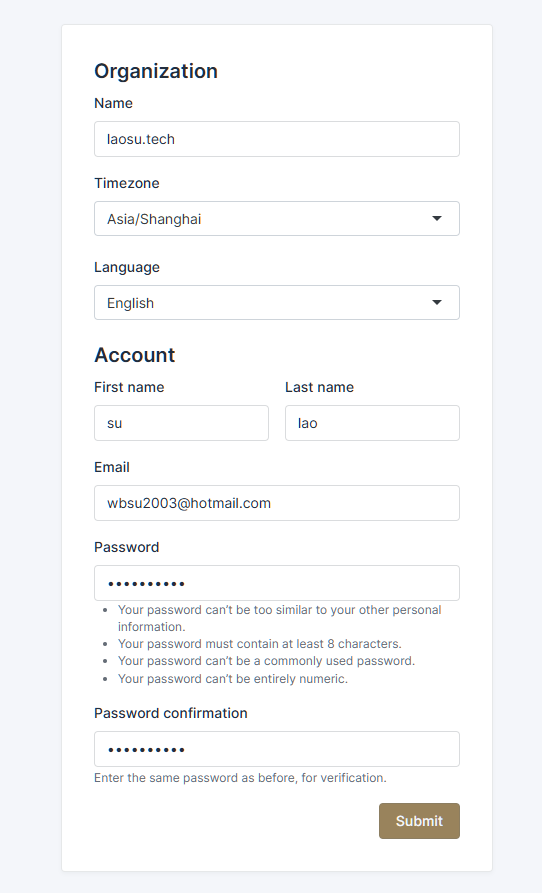 Organization
Name
laosu.tech
Timezone
Asia/Shanghai
Language
English
Account
First name
Last name
su
lao
Email
wbsu2003@hotmail.com
Password
••••••••••
Your password can't be too similar to your other personal
information.
Your password must contain at least 8 characters.
Your password can't be a commonly used password.
Your password can't be entirely numeric.
Password confirmation
••••••••••
Enter the same password as before, for verification.
Submit